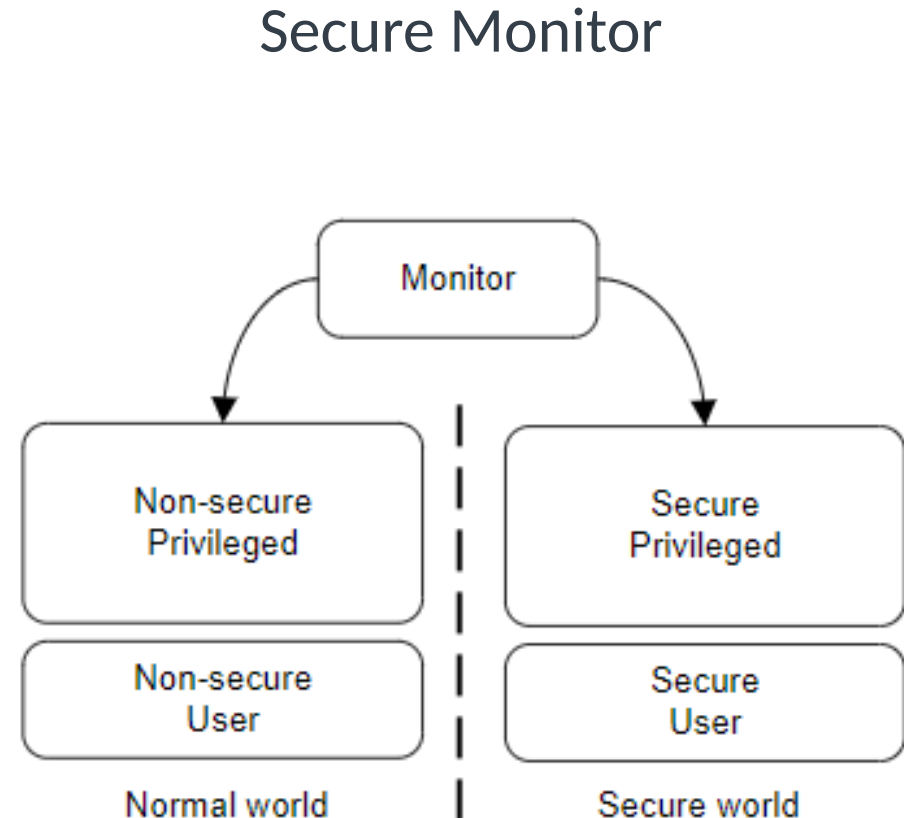 Secure Monitor
Monitor
Non-secure
Privileged
Secure
Privileged
Non-secure
User
Secure
User
Normal world
Secure world